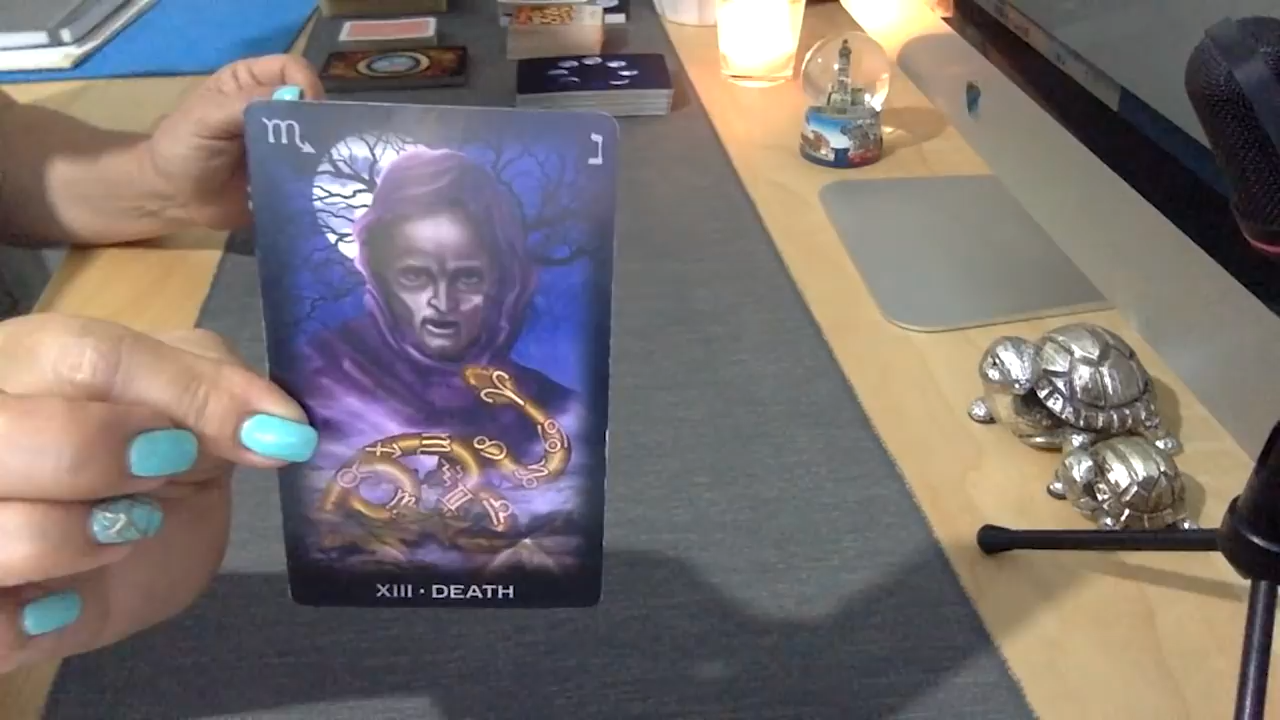 ♏ נ
XIII · DEATH